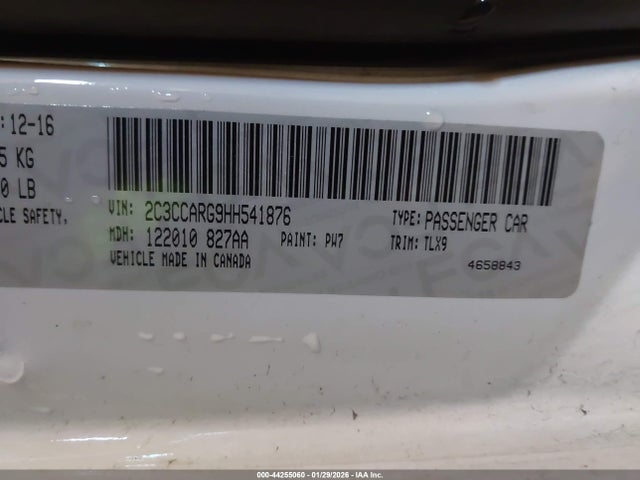 : 12-16
5 KG
0 LB
CLE SAFETY,
VIN: 2C3CCARG9HH541876
TYPE: PASSENGER CAR
MDH: 122010 827AA PAINT: PW7 TRIM: TLX9
VEHICLE MADE IN CANADA
4658843
000-44255060 | 01/29/2026 | IAA Inc.